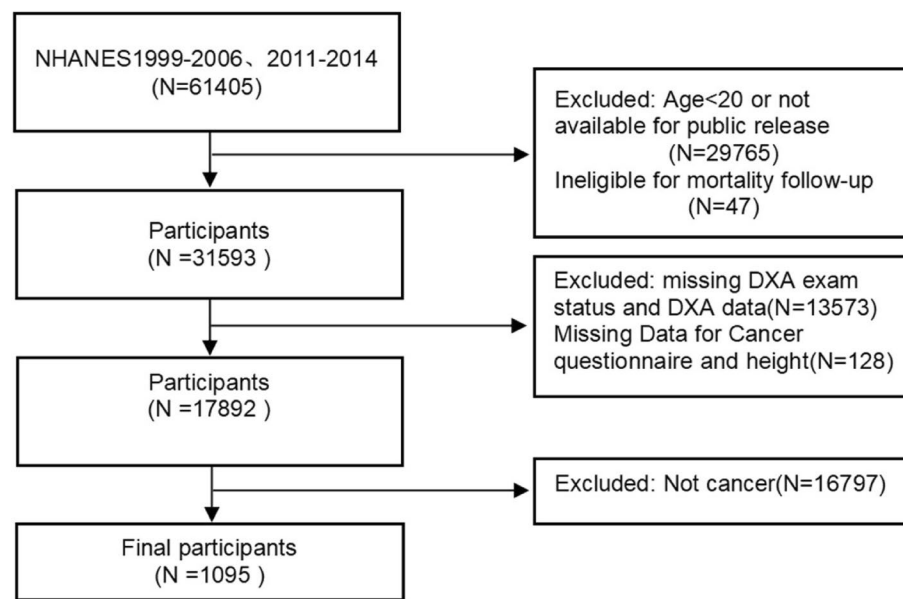 NHANES1999-2006、2011-2014
(N=61405)
Excluded: Age<20 or not
available for public release
(N=29765)
Ineligible for mortality follow-up
(N=47)
Participants
(N =31593 )
Excluded: missing DXA exam
status and DXA data(N=13573)
Missing Data for Cancer
questionnaire and height(N=128)
Participants
(N =17892 )
Excluded: Not cancer(N=16797)
Final participants
(N =1095 )